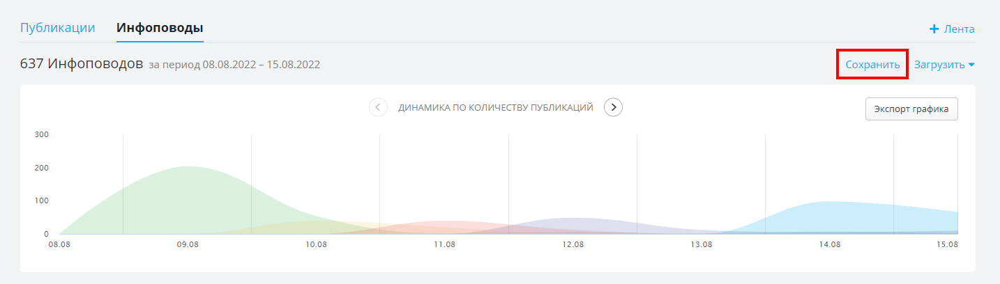 Публикации Инфоповоды + Лента
637 Инфоповодов за период 08.08.2022 – 15.08.2022 Сохранить Загрузить
ДИНАМИКА ПО КОЛИЧЕСТВУ ПУБЛИКАЦИЙ Экспорт графика
300
200
100
0
08.08 09.08 10.08 11.08 12.08 13.08 14.08 15.08